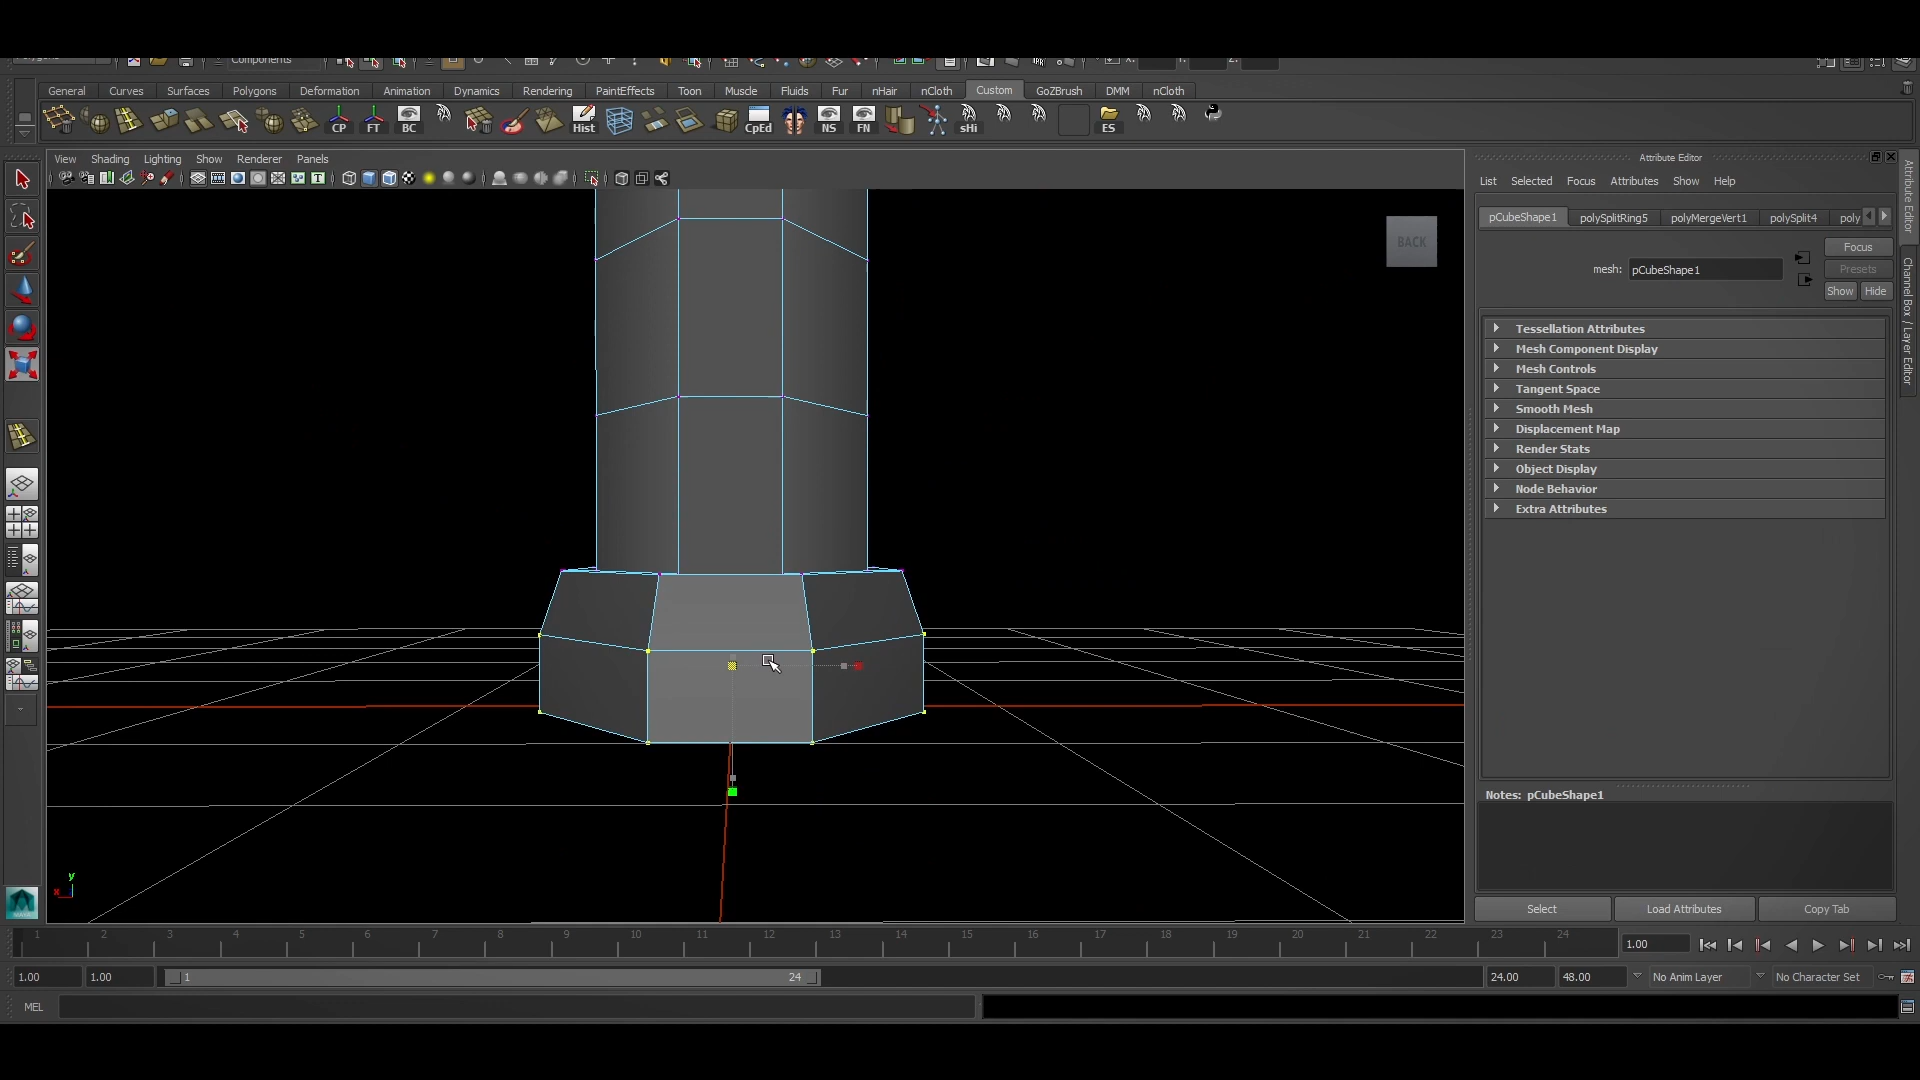 Components X: Y: Z:
General Curves Surfaces Polygons Deformation Animation Dynamics Rendering PaintEffects Toon Muscle Fluids Fur nHair nCloth Custom GoZBrush DMM nCloth
CP FT BC Hist CpEd NS FN sHi ES
View Shading Lighting Show Renderer Panels
BACK
Attribute Editor
List Selected Focus Attributes Show Help
pCubeShape1 polySplitRing5 polyMergeVert1 polySplit4 poly
Focus
mesh: pCubeShape1
Presets
Show Hide
Tessellation Attributes
Mesh Component Display
Mesh Controls
Tangent Space
Smooth Mesh
Displacement Map
Render Stats
Object Display
Node Behavior
Extra Attributes
Notes: pCubeShape1
Select Load Attributes Copy Tab
Attribute Editor
Channel Box / Layer Editor
y
x
1 2 3 4 5 6 7 8 9 10 11 12 13 14 15 16 17 18 19 20 21 22 23 24 1.00
1.00 1.00 1 24 24.00 48.00 No Anim Layer No Character Set
MEL